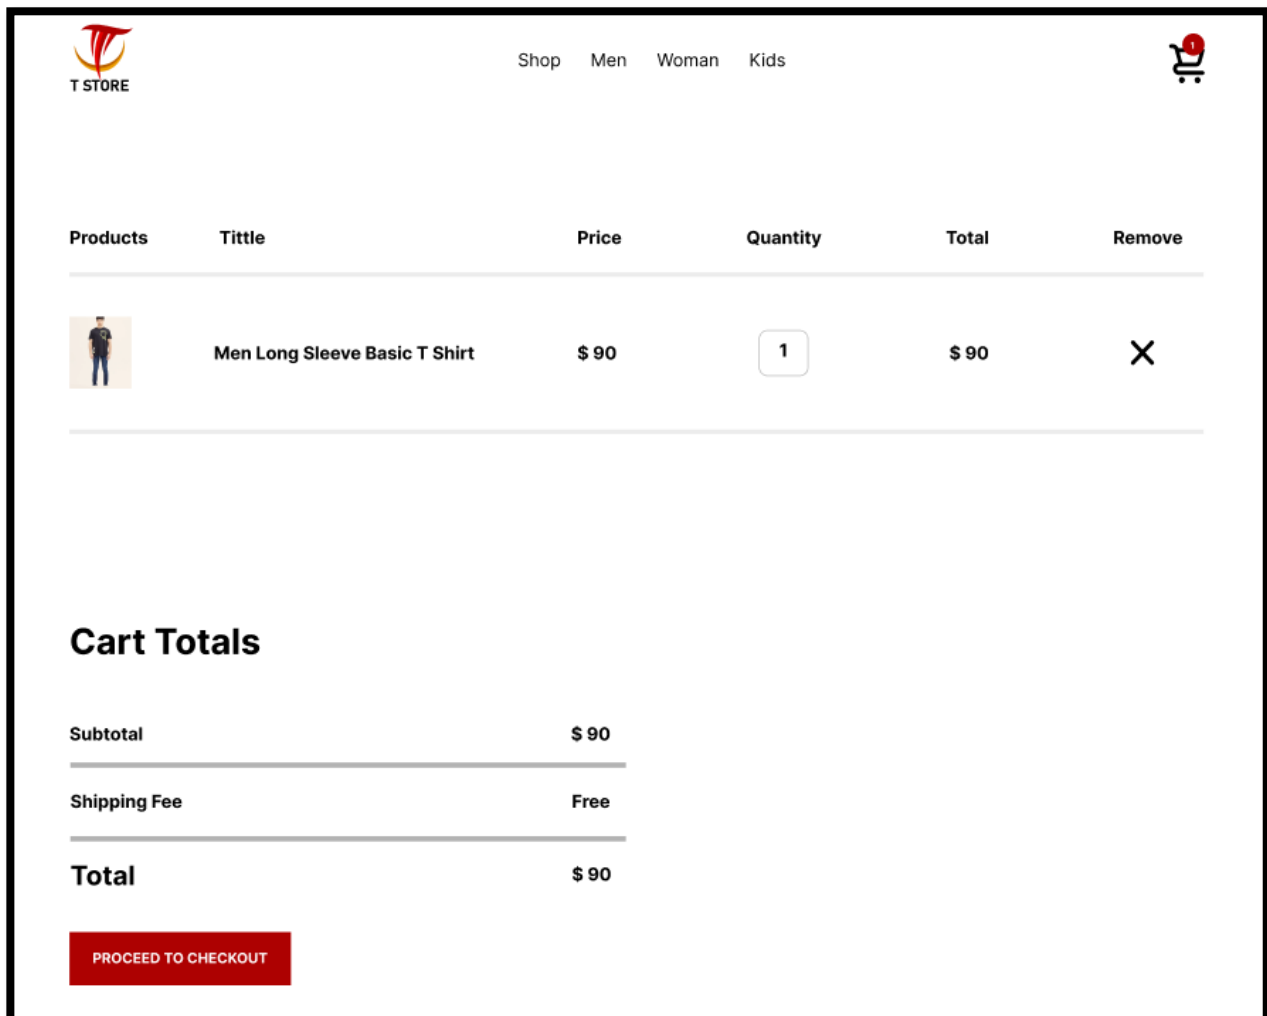 T STORE
Shop Men Woman Kids
1
Products Tittle Price Quantity Total Remove
Men Long Sleeve Basic T Shirt $ 90 1 $ 90
Cart Totals
Subtotal $ 90
Shipping Fee Free
Total $ 90
PROCEED TO CHECKOUT